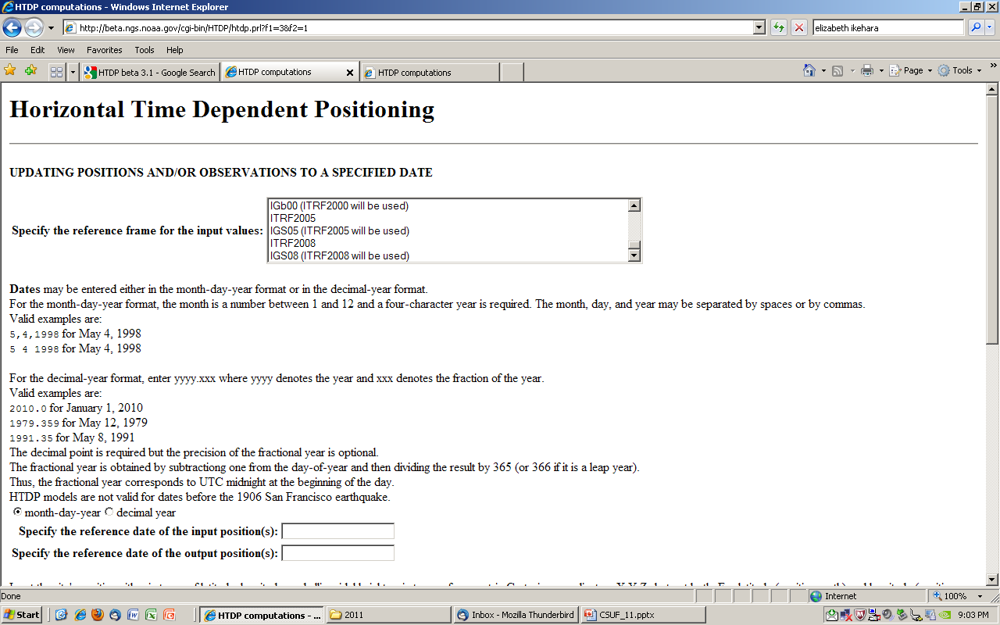 HTDP computations - Windows Internet Explorer
http://beta.ngs.noaa.gov/cgi-bin/HTDP/htdp.prl?f1=3&f2=1
elizabeth ikehara
File Edit View Favorites Tools Help
HTDP beta 3.1 - Google Search HTDP computations HTDP computations Page Tools
Horizontal Time Dependent Positioning
UPDATING POSITIONS AND/OR OBSERVATIONS TO A SPECIFIED DATE
IGb00 (ITRF2000 will be used)
ITRF2005
Specify the reference frame for the input values: IGS05 (ITRF2005 will be used)
ITRF2008
IGS08 (ITRF2008 will be used)
Dates may be entered either in the month-day-year format or in the decimal-year format.
For the month-day-year format, the month is a number between 1 and 12 and a four-character year is required. The month, day, and year may be separated by spaces or by commas.
Valid examples are:
5,4,1998 for May 4, 1998
5 4 1998 for May 4, 1998
For the decimal-year format, enter yyyy.xxx where yyyy denotes the year and xxx denotes the fraction of the year.
Valid examples are:
2010.0 for January 1, 2010
1979.359 for May 12, 1979
1991.35 for May 8, 1991
The decimal point is required but the precision of the fractional year is optional.
The fractional year is obtained by subtractiong one from the day-of-year and then dividing the result by 365 (or 366 if it is a leap year).
Thus, the fractional year corresponds to UTC midnight at the beginning of the day.
HTDP models are not valid for dates before the 1906 San Francisco earthquake.
month-day-year decimal year
Specify the reference date of the input position(s):
Specify the reference date of the output position(s):
Done Internet 100%
Start HTDP computations - ... 2011 Inbox - Mozilla Thunderbird CSUF_11.pptx 9:03 PM